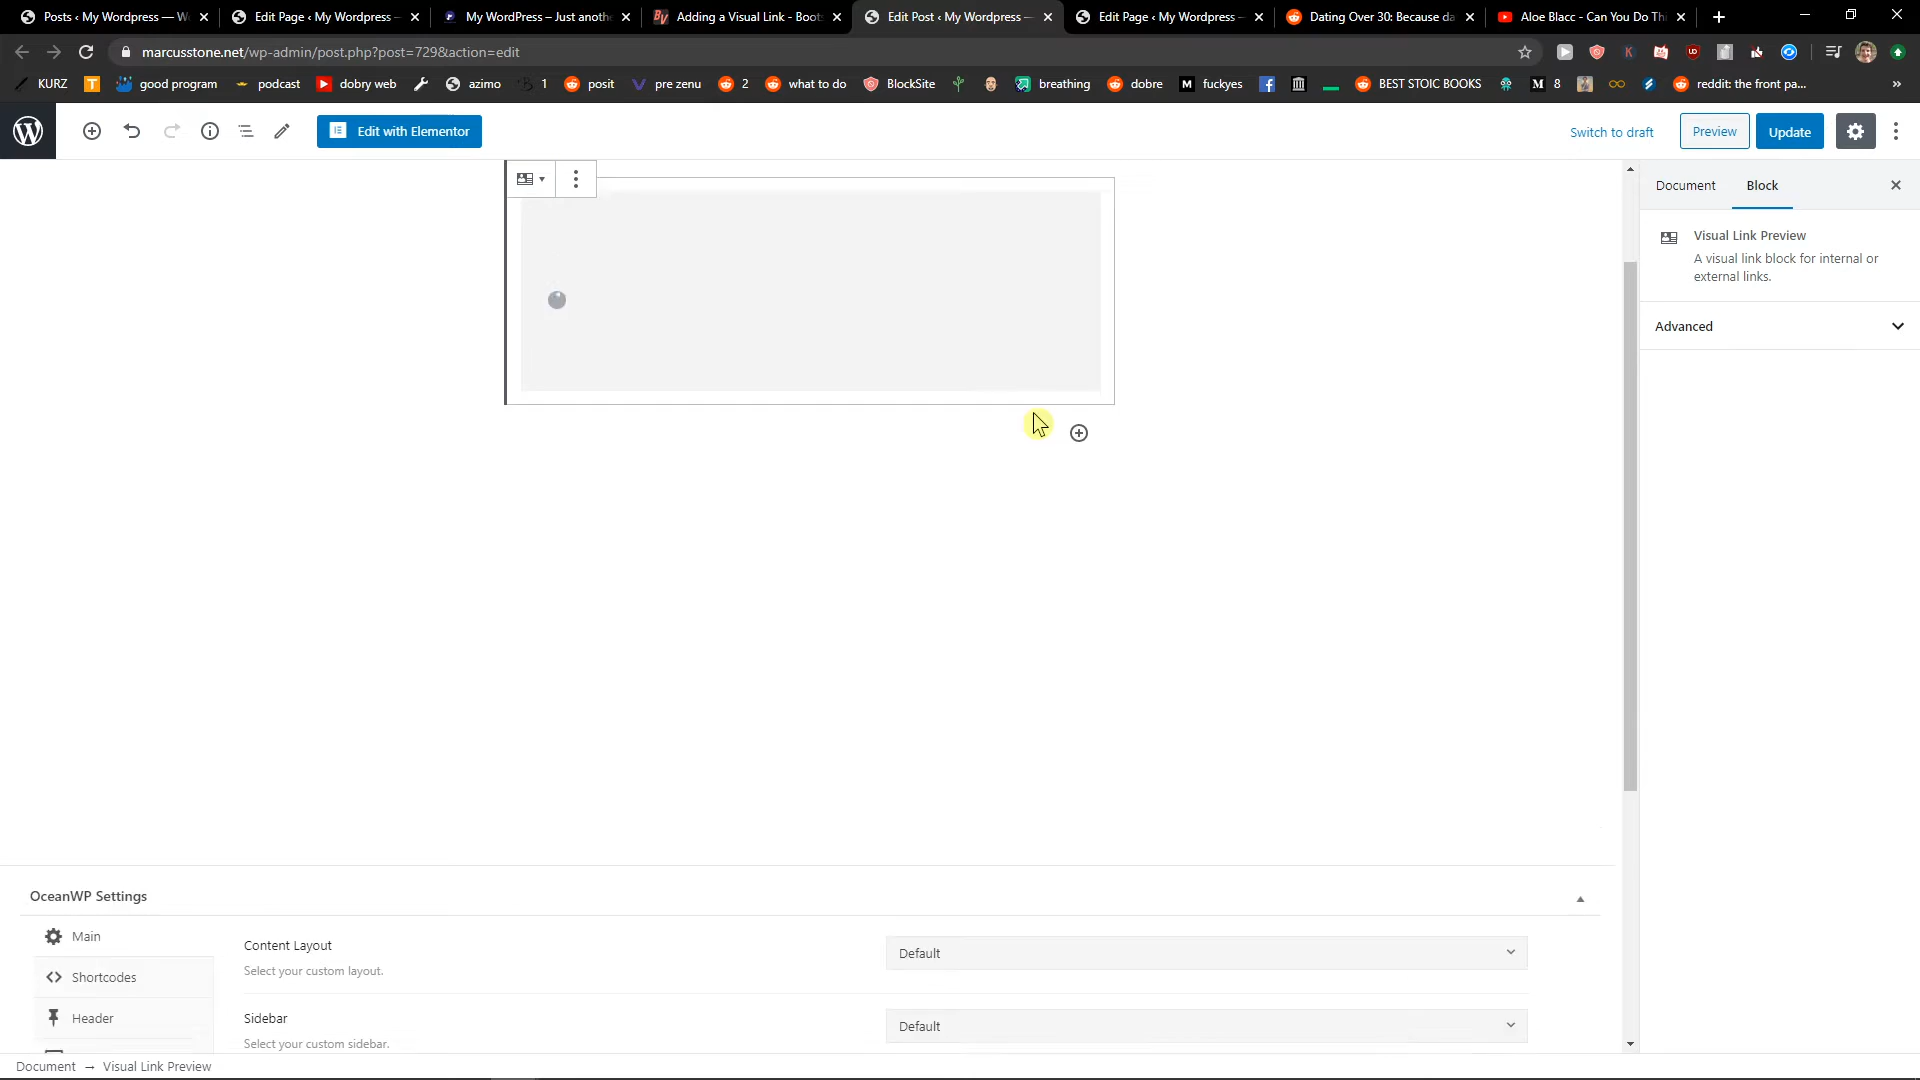 Posts ‹ My Wordpress — W
Edit Page ‹ My Wordpress —
My WordPress – Just anoth
Adding a Visual Link - Boots
Edit Post ‹ My Wordpress —
Edit Page ‹ My Wordpress —
Dating Over 30: Because da
Aloe Blacc - Can You Do Thi
marcusstone.net/wp-admin/post.php?post=729&action=edit
KURZ
good program
podcast
dobry web
azimo
1
posit
pre zenu
2
what to do
BlockSite
breathing
dobre
fuckyes
BEST STOIC BOOKS
8
reddit: the front pa...
»
Edit with Elementor
Switch to draft
Preview
Update
Document
Block
Visual Link Preview
A visual link block for internal or
external links.
Advanced
OceanWP Settings
Main
Shortcodes
Header
Content Layout
Select your custom layout.
Default
Sidebar
Select your custom sidebar.
Default
Document → Visual Link Preview